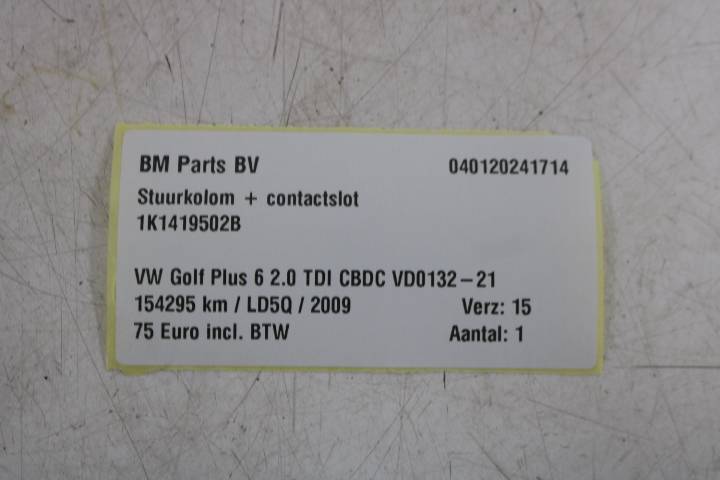 BM Parts BV 040120241714
Stuurkolom + contactslot
1K1419502B
VW Golf Plus 6 2.0 TDI CBDC VD0132-21
154295 km / LD5Q / 2009 Verz: 15
75 Euro incl. BTW Aantal: 1